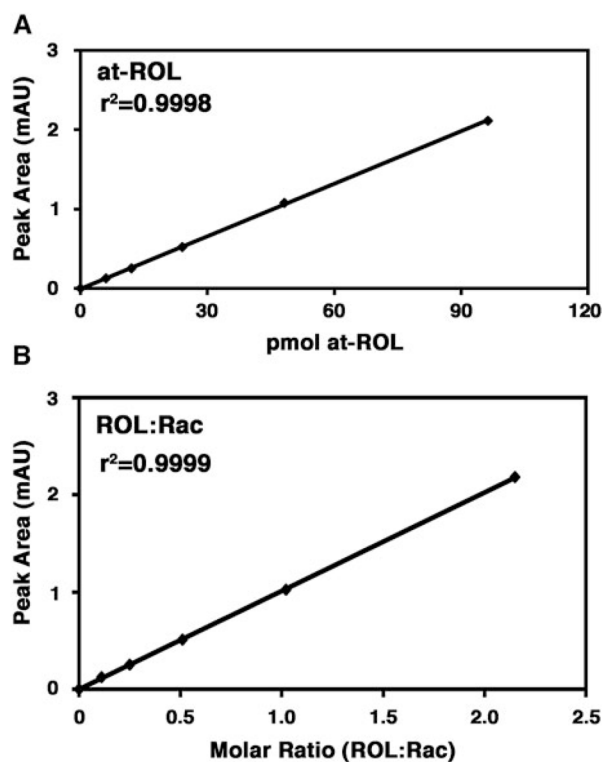 A
at-ROL
r²=0.9998
Peak Area (mAU)
3
2
1
0
0 30 60 90 120
pmol at-ROL
B
ROL:Rac
r²=0.9999
Peak Area (mAU)
3
2
1
0
0 0.5 1.0 1.5 2.0 2.5
Molar Ratio (ROL:Rac)